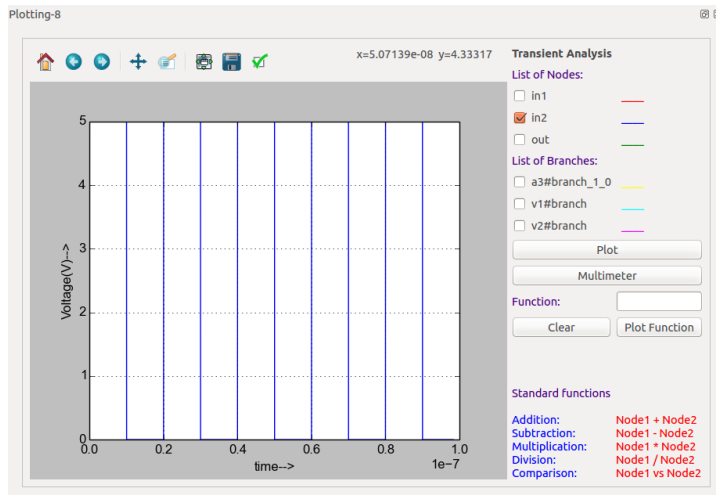 Plotting-8
x=5.07139e-08 y=4.33317
Transient Analysis
List of Nodes:
in1
in2
out
List of Branches:
a3#branch_1_0
v1#branch
v2#branch
Plot
Multimeter
Function:
Clear Plot Function
Standard functions
Addition: Node1 + Node2
Subtraction: Node1 - Node2
Multiplication: Node1 * Node2
Division: Node1 / Node2
Comparison: Node1 vs Node2
5
4
3
2
1
0
Voltage(V)-->
0.0 0.2 0.4 0.6 0.8 1.0
time--> 1e-7